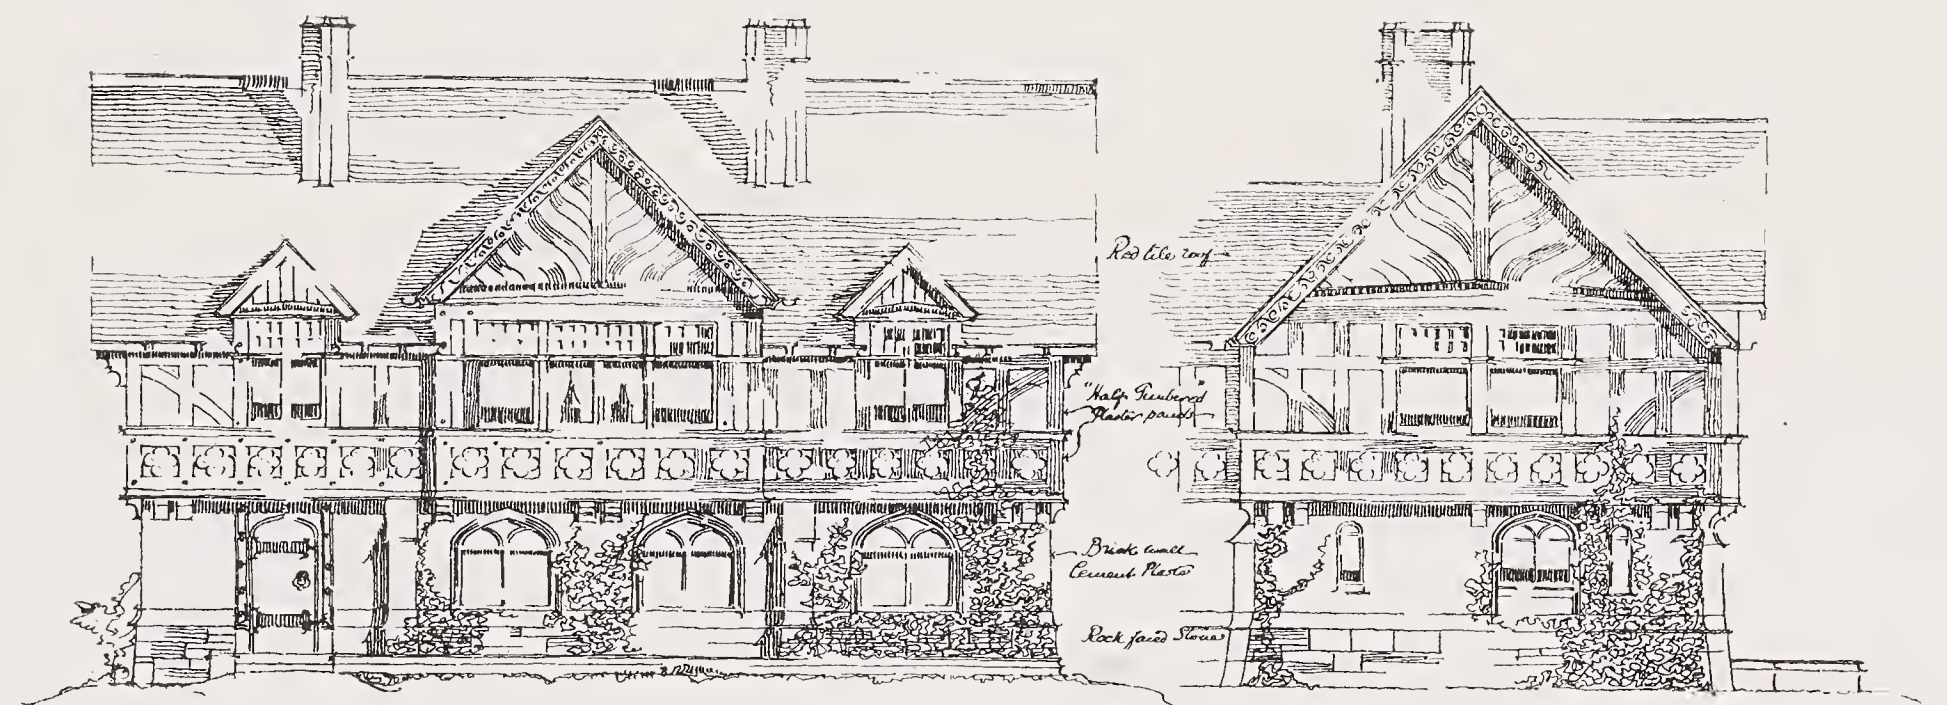 Red tile roof
"Half Timbered"
Plaster panels
Brick wall
Cement Plaster
Rock faced Stone